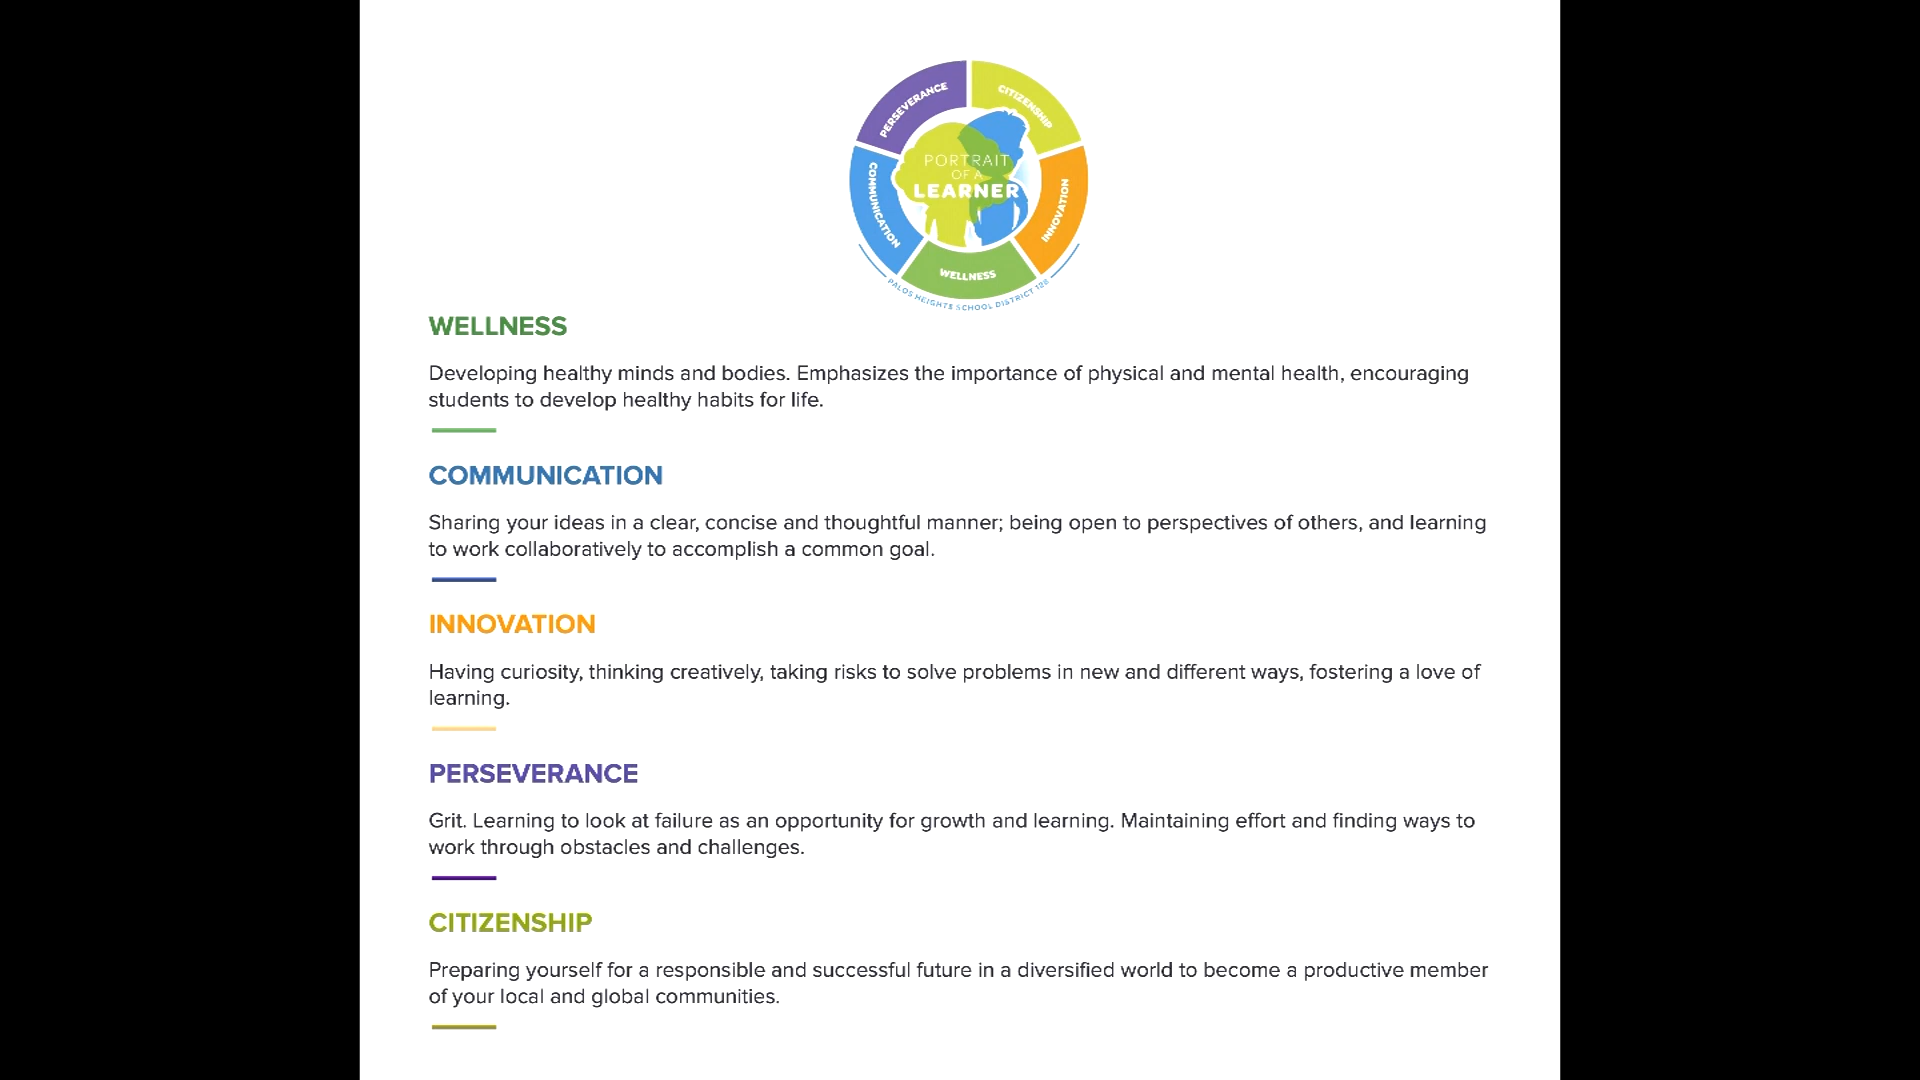 PERSEVERANCE
CITIZENSHIP
COMMUNICATION
PORTRAIT
OF A
LEARNER
INNOVATION
WELLNESS
PALOS HEIGHTS SCHOOL DISTRICT 128
WELLNESS
Developing healthy minds and bodies. Emphasizes the importance of physical and mental health, encouraging
students to develop healthy habits for life.
COMMUNICATION
Sharing your ideas in a clear, concise and thoughtful manner; being open to perspectives of others, and learning
to work collaboratively to accomplish a common goal.
INNOVATION
Having curiosity, thinking creatively, taking risks to solve problems in new and different ways, fostering a love of
learning.
PERSEVERANCE
Grit. Learning to look at failure as an opportunity for growth and learning. Maintaining effort and finding ways to
work through obstacles and challenges.
CITIZENSHIP
Preparing yourself for a responsible and successful future in a diversified world to become a productive member
of your local and global communities.